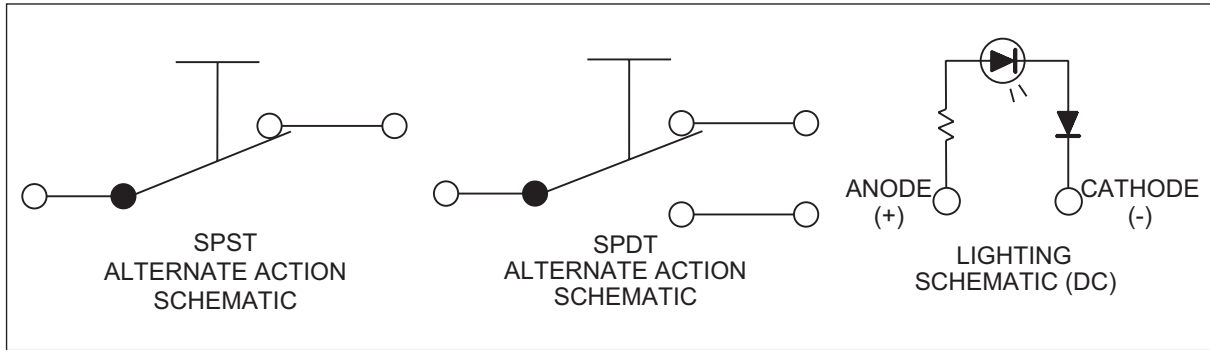 SPST
ALTERNATE ACTION
SCHEMATIC
SPDT
ALTERNATE ACTION
SCHEMATIC
ANODE
(+)
CATHODE
(-)
LIGHTING
SCHEMATIC (DC)